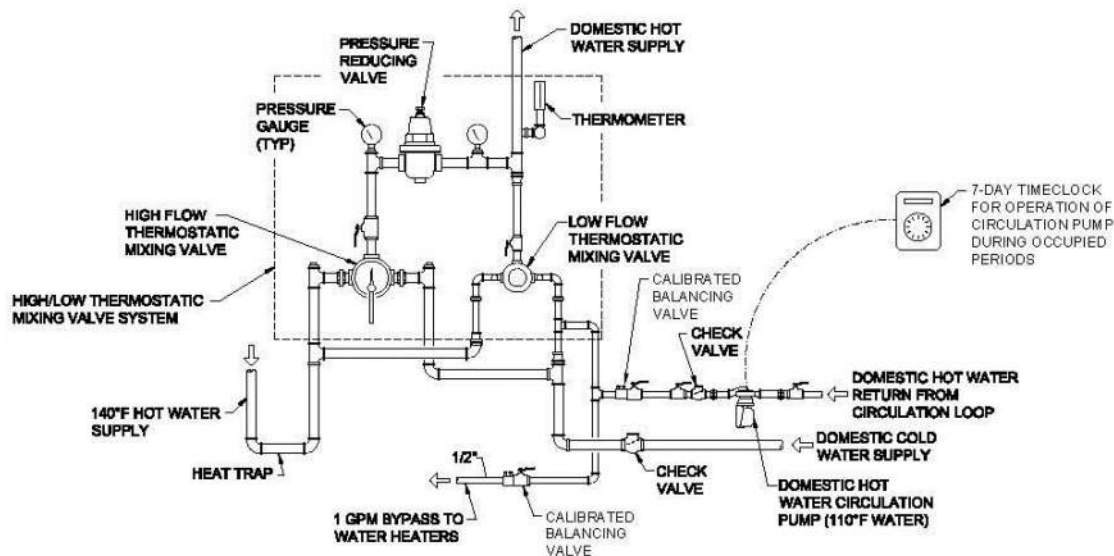 DOMESTIC HOT
WATER SUPPLY
PRESSURE
REDUCING
VALVE
PRESSURE
GAUGE
(TYP)
THERMOMETER
HIGH FLOW
THERMOSTATIC
MIXING VALVE
LOW FLOW
THERMOSTATIC
MIXING VALVE
7-DAY TIMECLOCK
FOR OPERATION OF
CIRCULATION PUMP
DURING OCCUPIED
PERIODS
HIGH/LOW THERMOSTATIC
MIXING VALVE SYSTEM
CALIBRATED
BALANCING
VALVE
CHECK
VALVE
140°F HOT WATER
SUPPLY
DOMESTIC HOT WATER
RETURN FROM
CIRCULATION LOOP
HEAT TRAP
DOMESTIC COLD
WATER SUPPLY
1/2"
CHECK
VALVE
1 GPM BYPASS TO
WATER HEATERS
CALIBRATED
BALANCING
VALVE
DOMESTIC HOT
WATER CIRCULATION
PUMP (110°F WATER)